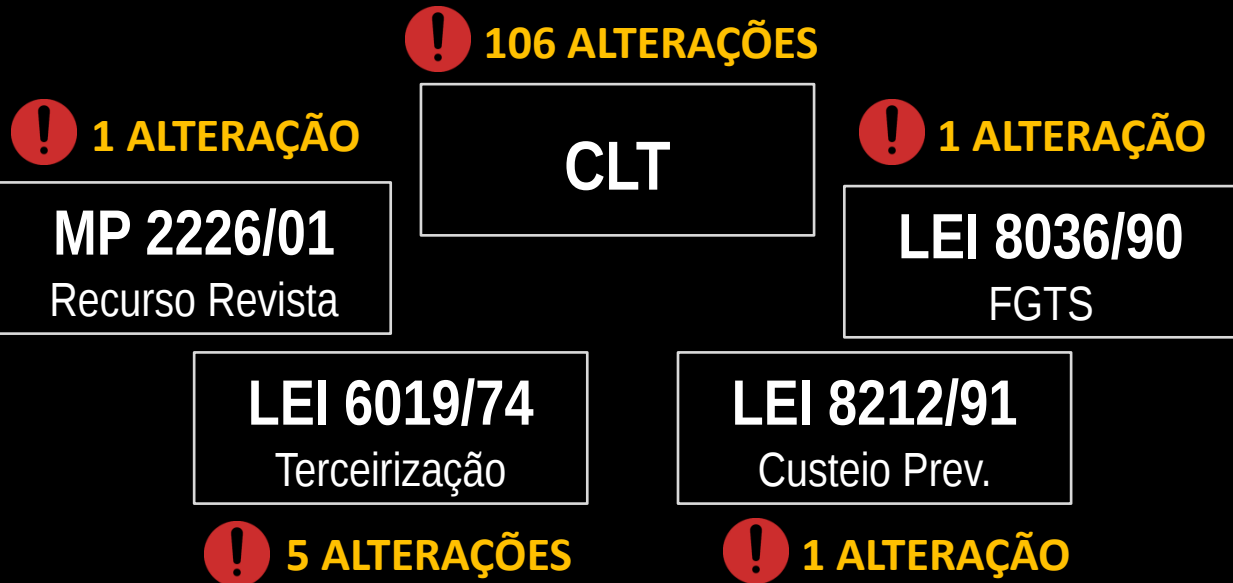 106 ALTERAÇÕES
CLT
1 ALTERAÇÃO
MP 2226/01
Recurso Revista
1 ALTERAÇÃO
LEI 8036/90
FGTS
LEI 6019/74
Terceirização
5 ALTERAÇÕES
LEI 8212/91
Custeio Prev.
1 ALTERAÇÃO